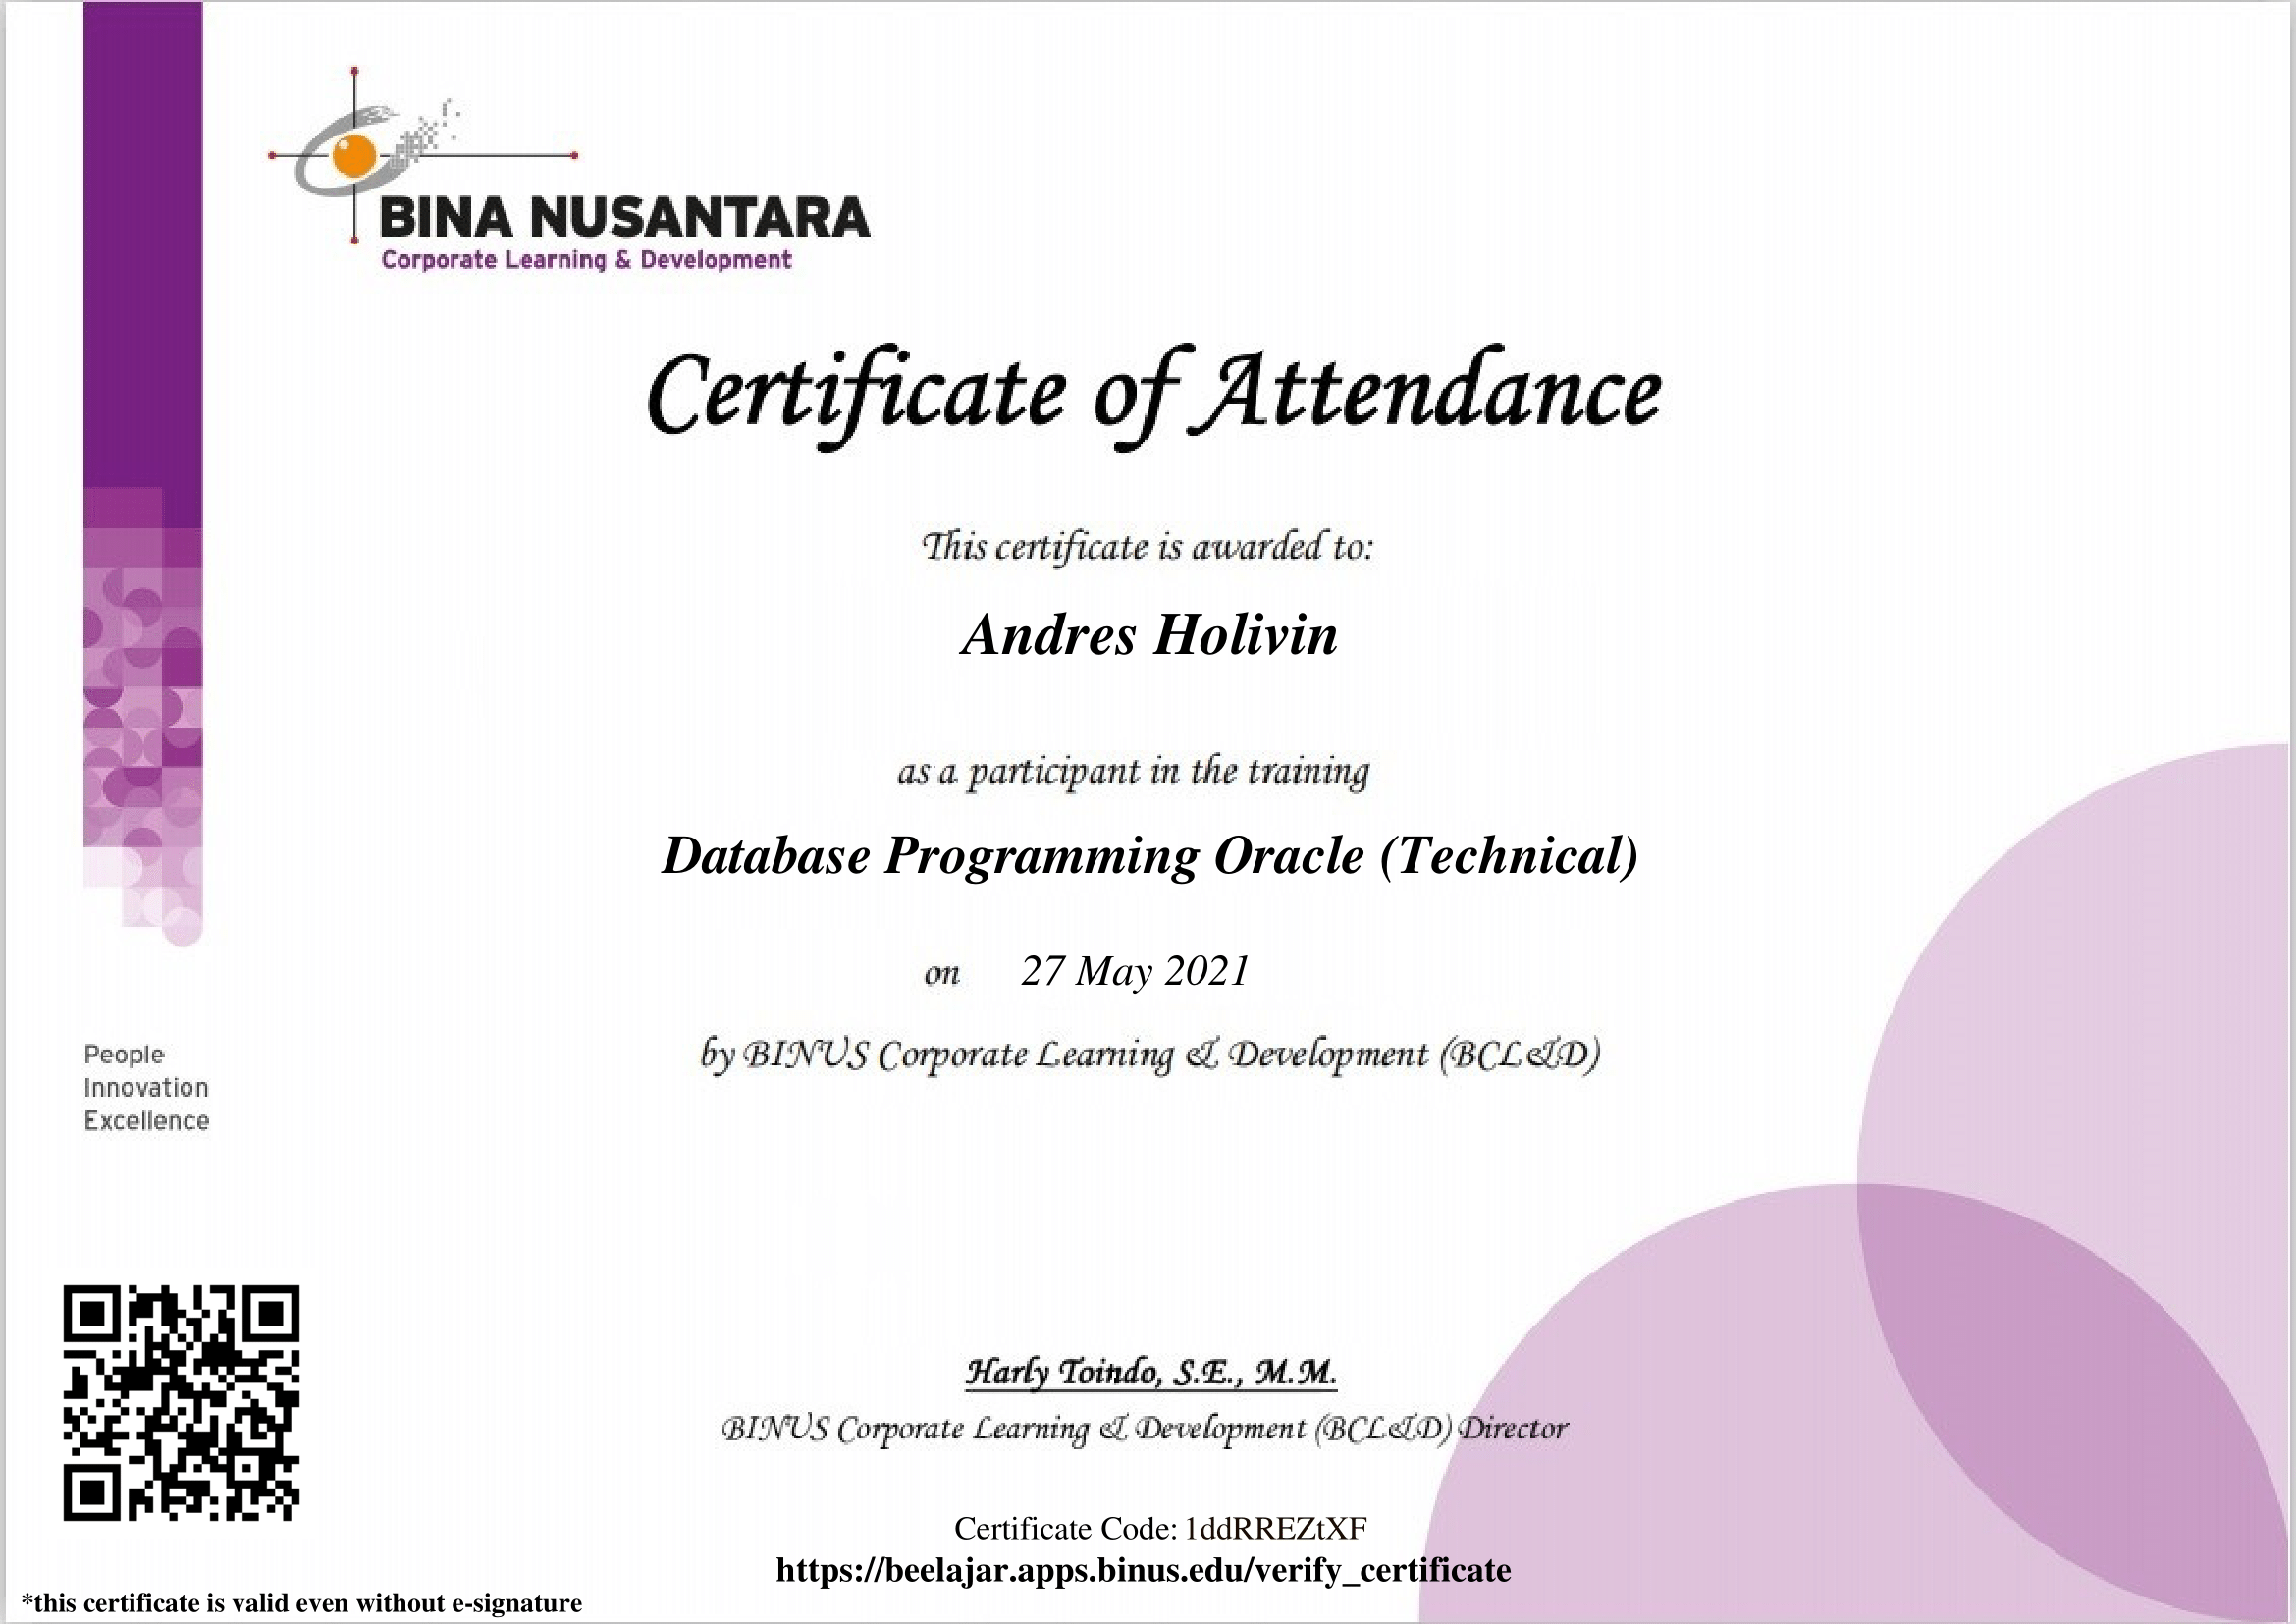 BINA NUSANTARA
Corporate Learning & Development
Certificate of Attendance
This certificate is awarded to:
Andres Holivin
as a participant in the training
Database Programming Oracle (Technical)
on 27 May 2021
by BINUS Corporate Learning & Development (BCL&D)
People
Innovation
Excellence
Harly Toindo, S.E., M.M.
BINUS Corporate Learning & Development (BCL&D) Director
Certificate Code: 1ddRREZtXF
https://beelajar.apps.binus.edu/verify_certificate
*this certificate is valid even without e-signature